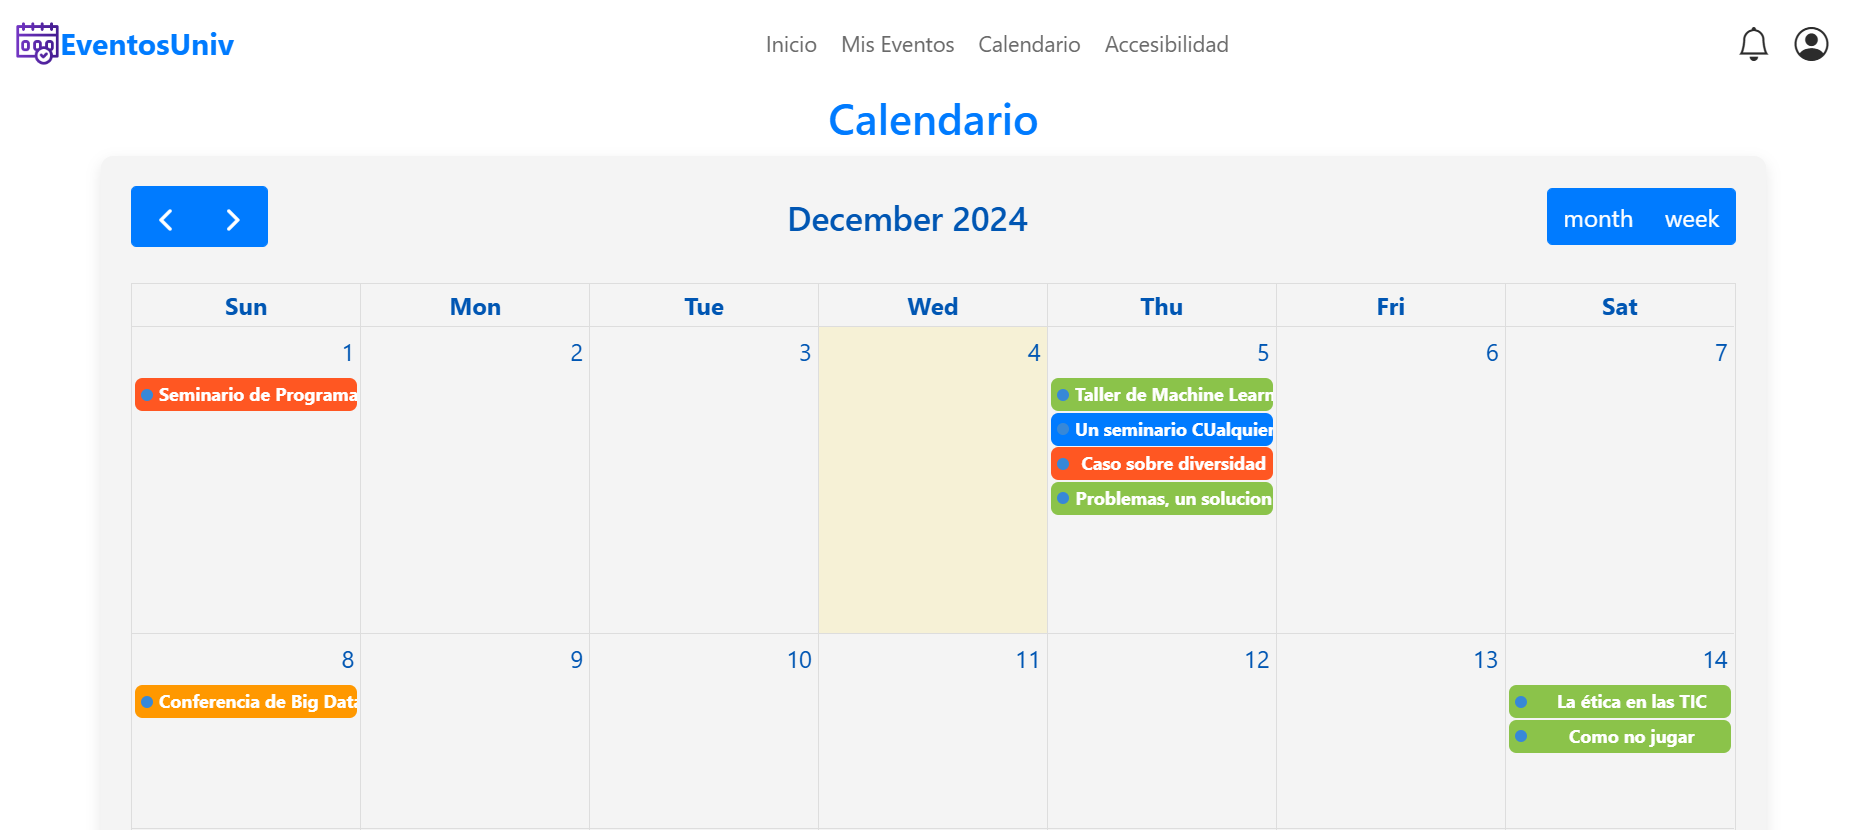 EventosUniv
Inicio Mis Eventos Calendario Accesibilidad
Calendario
December 2024
month week
Sun Mon Tue Wed Thu Fri Sat
1 2 3 4 5 6 7
Seminario de Programa
Taller de Machine Learn
Un seminario CUalquier
Caso sobre diversidad
Problemas, un solucion
8 9 10 11 12 13 14
Conferencia de Big Data
La ética en las TIC
Como no jugar